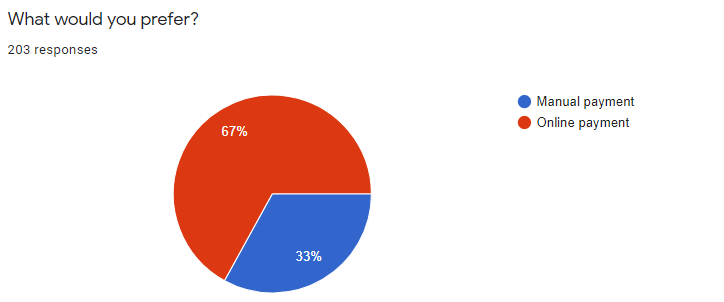 What would you prefer?
203 responses
Manual payment
Online payment
67%
33%